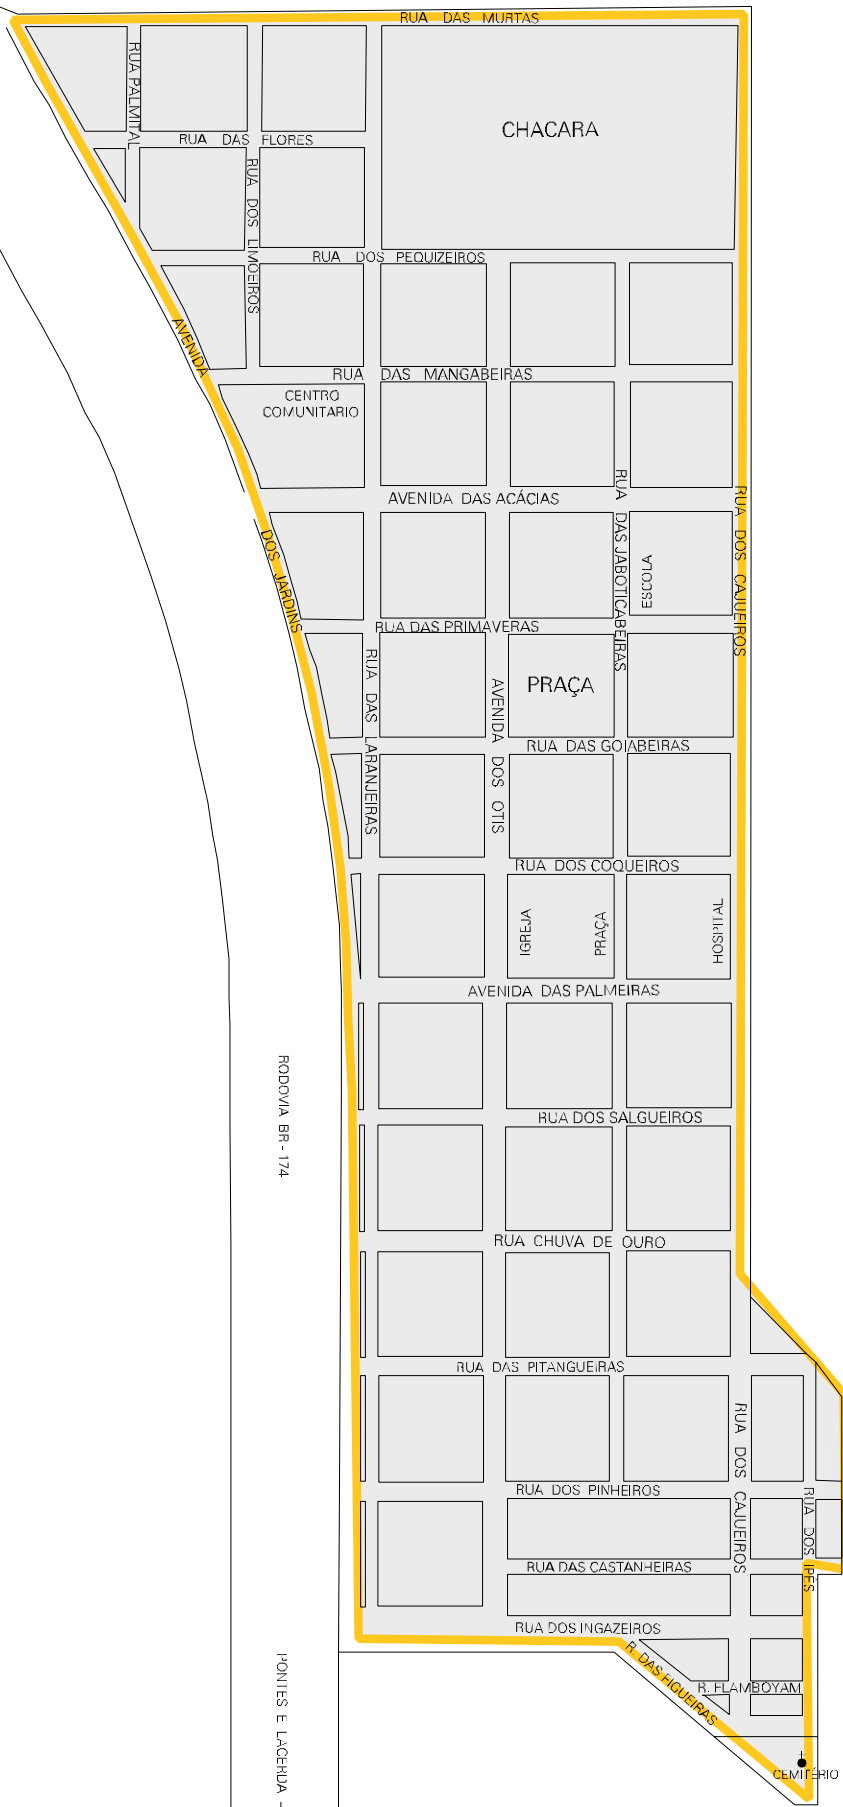 RUA DAS MURTAS
RUA PALMITAL
CHACARA
RUA DAS FLORES
RUA DOS LIMOEIROS
RUA DOS PEQUIZEIROS
AVENIDA DOS JARDINS
RUA DAS MANGABEIRAS
CENTRO
COMUNITARIO
AVENIDA DAS ACÁCIAS
RUA DAS JABOTICABEIRAS
RUA DOS CAJUEIROS
ESCOLA
RUA DAS PRIMAVERAS
RUA DAS LARANJEIRAS
AVENIDA DOS OTIS
PRAÇA
RUA DAS GOIABEIRAS
RUA DOS COQUEIROS
IGREJA
PRAÇA
HOSPITAL
AVENIDA DAS PALMEIRAS
RODOVIA BR - 174
RUA DOS SALGUEIROS
RUA CHUVA DE OURO
RUA DAS PITANGUEIRAS
RUA DOS CAJUEIROS
RUA DOS PINHEIROS
RUA DOS IPÊS
RUA DAS CASTANHEIRAS
RUA DOS INGAZEIROS
R. DAS FIGUEIRAS
R. FLAMBOYAM
PONTES E LACERDA -
CEMITÉRIO